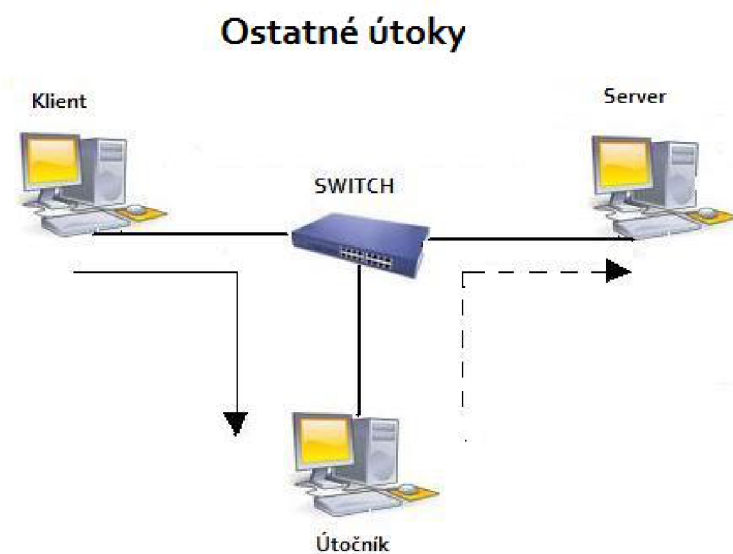 Ostatné útoky
Klient
Server
SWITCH
Útočník